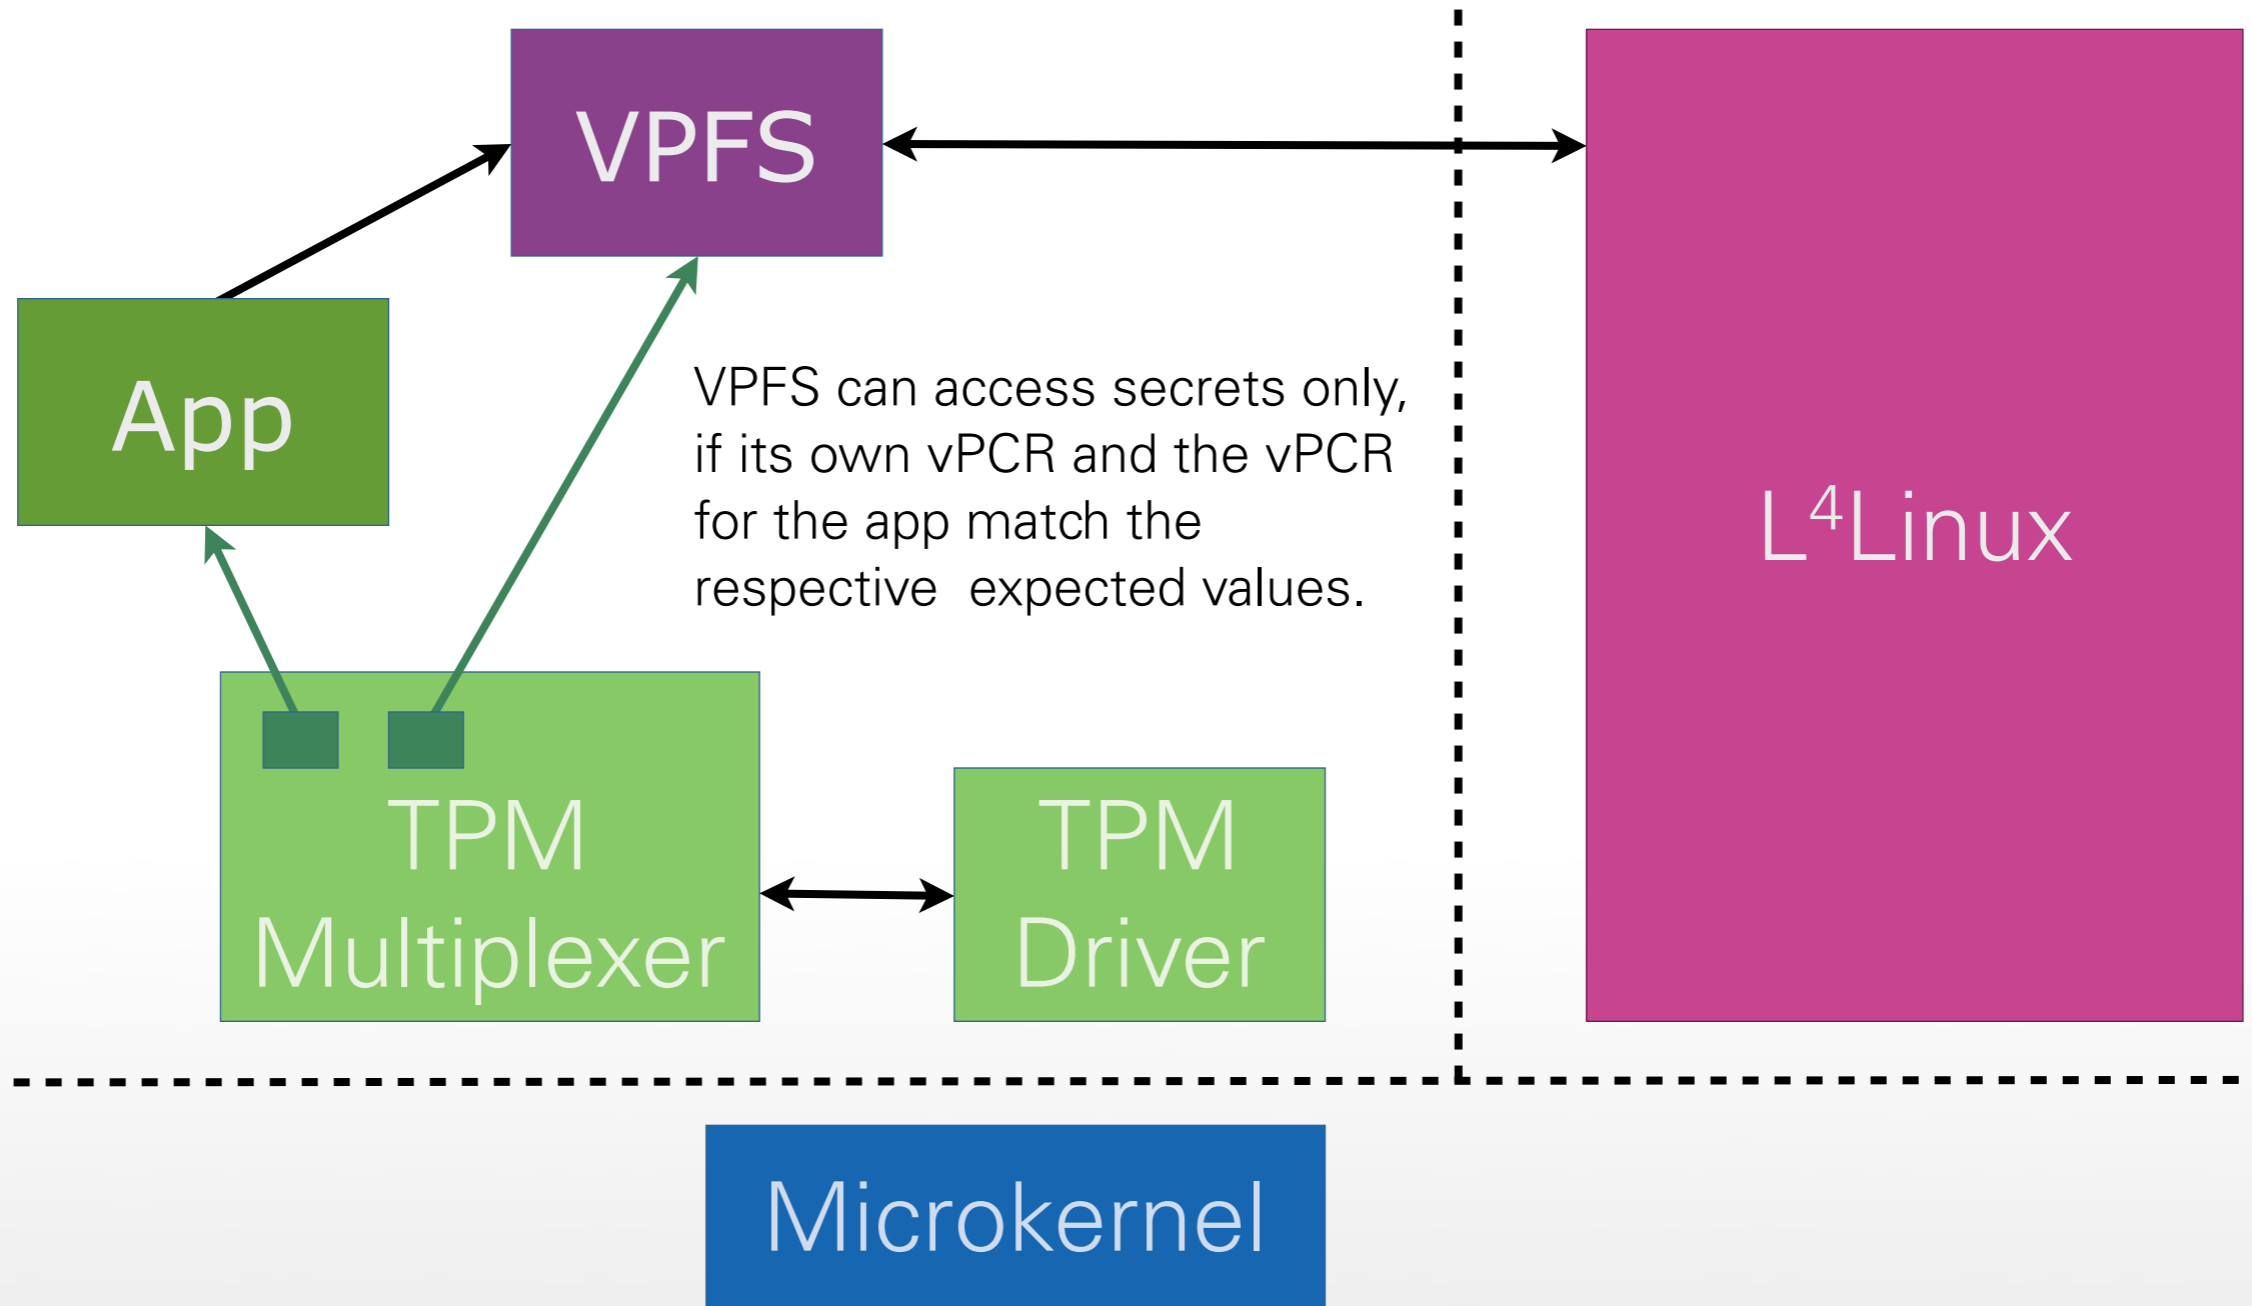 VPFS
App
VPFS can access secrets only,
if its own vPCR and the vPCR
for the app match the
respective expected values.
L⁴Linux
TPM
Multiplexer
TPM
Driver
Microkernel